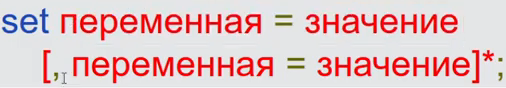 set переменная = значение
[, переменная = значение]*;